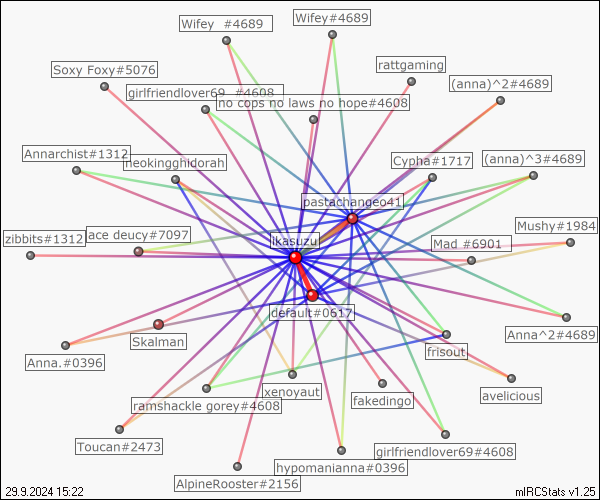 Wifey #4689
Wifey#4689
rattgaming
Soxy Foxy#5076
(anna)^2#4689
girlfriendlover69 #4608
no cops no laws no hope#4608
Annarchist#1312
neokingghdorah
Cypha#1717
(anna)^3#4689
pastachangeo41
Mushy#1984
zibbits#1312
ace deucy#7097
Ikasuzu
Mad_#6901
default#0617
Anna^2#4689
Skalman
frisout
Anna.#0396
xenoyaut
fakedingo
avelicious
ramshackle gorey#4608
Toucan#2473
girlfriendlover69#4608
hypomanianna#0396
AlpineRooster#2156
29.9.2024 15:22
mIRCStats v1.25